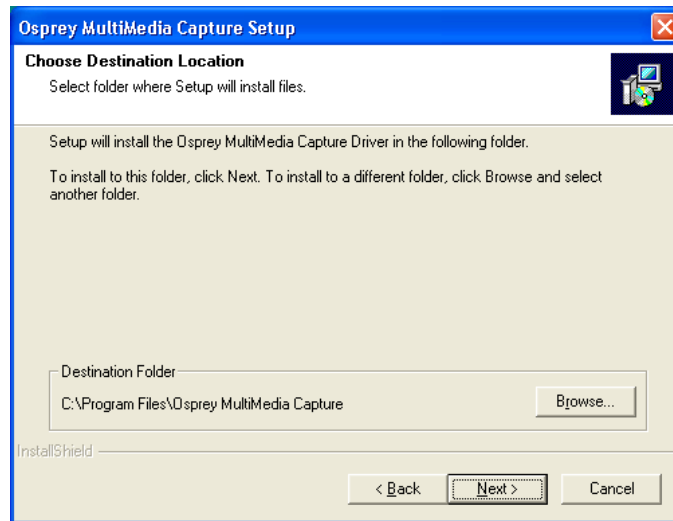 Osprey MultiMedia Capture Setup
Choose Destination Location
Select folder where Setup will install files.
Setup will install the Osprey MultiMedia Capture Driver in the following folder.
To install to this folder, click Next. To install to a different folder, click Browse and select
another folder.
Destination Folder
C:\Program Files\Osprey MultiMedia Capture
Browse...
InstallShield
< Back
Next >
Cancel